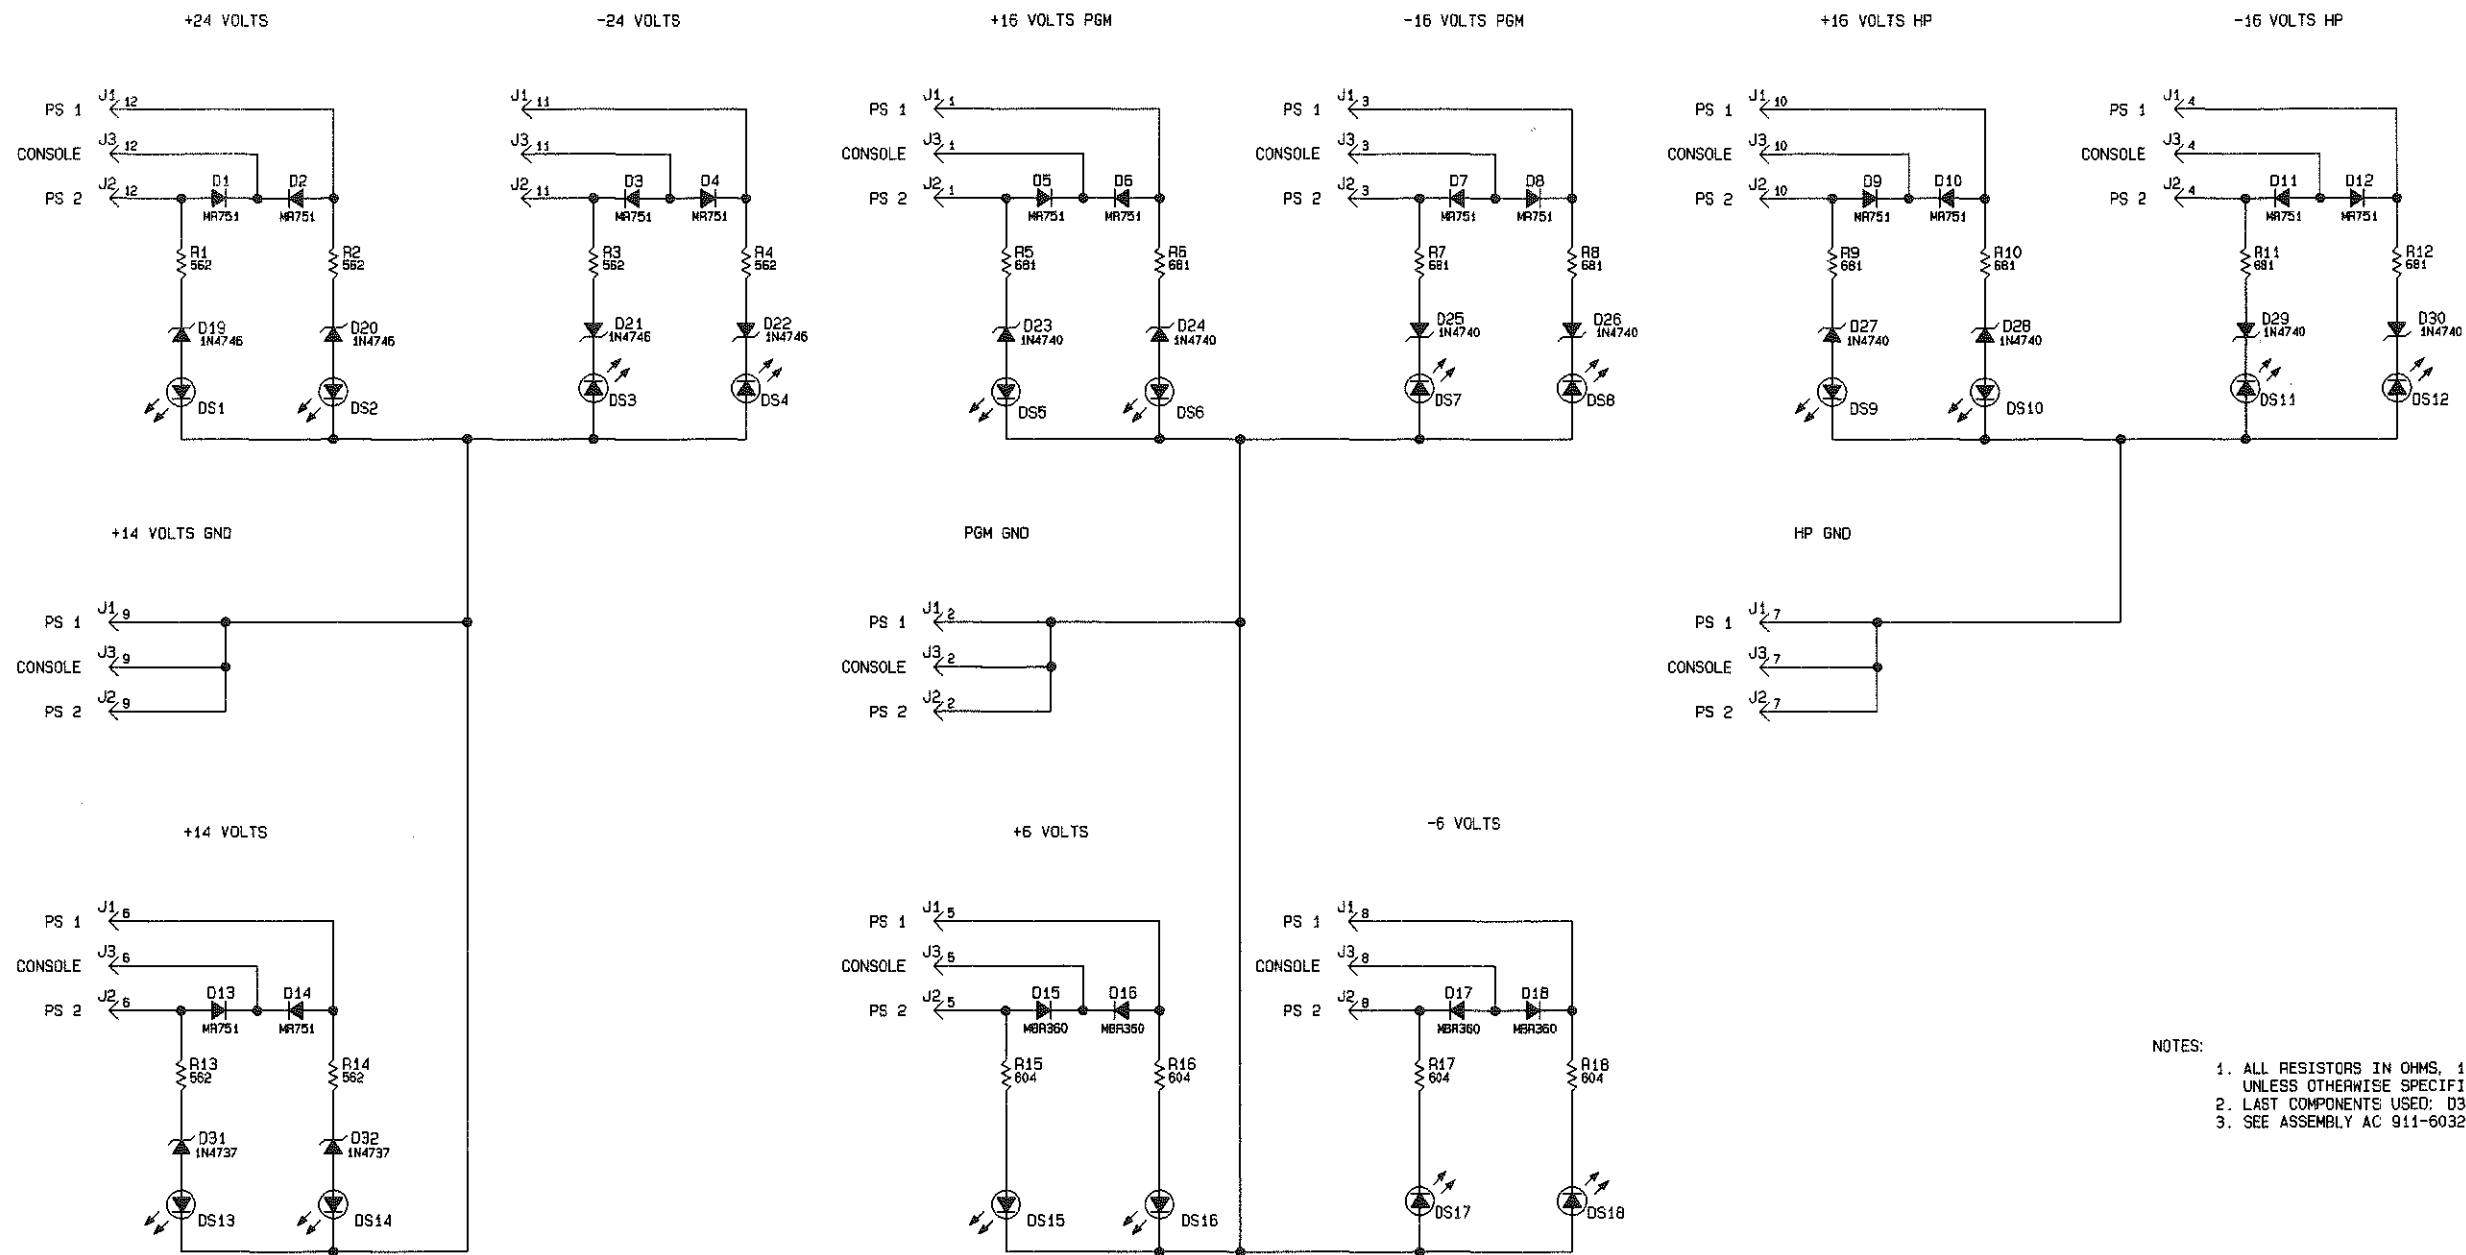 +24 VOLTS
-24 VOLTS
+16 VOLTS PGM
-16 VOLTS PGM
+16 VOLTS HP
-16 VOLTS HP
PS 1 J1 12
CONSOLE J3 12
PS 2 J2 12
D1 MR751
D2 MR751
R1 562
R2 562
D19 1N4746
D20 1N4746
DS1
DS2
J1 11
J3 11
J2 11
D3 MR751
D4 MR751
R3 562
R4 562
D21 1N4746
D22 1N4746
DS3
DS4
PS 1 J1 1
CONSOLE J3 1
PS 2 J2 1
D5 MR751
D6 MR751
R5 681
R6 681
D23 1N4740
D24 1N4740
DS5
DS6
PS 1 J1 3
CONSOLE J3 3
PS 2 J2 3
D7 MR751
D8 MR751
R7 681
R8 681
D25 1N4740
D26 1N4740
DS7
DS8
PS 1 J1 10
CONSOLE J3 10
PS 2 J2 10
D9 MR751
D10 MR751
R9 681
R10 681
D27 1N4740
D28 1N4740
DS9
DS10
PS 1 J1 4
CONSOLE J3 4
PS 2 J2 4
D11 MR751
D12 MR751
R11 681
R12 681
D29 1N4740
D30 1N4740
DS11
DS12
+14 VOLTS GND
PS 1 J1 9
CONSOLE J3 9
PS 2 J2 9
PGM GND
PS 1 J1 2
CONSOLE J3 2
PS 2 J2 2
HP GND
PS 1 J1 7
CONSOLE J3 7
PS 2 J2 7
+14 VOLTS
PS 1 J1 6
CONSOLE J3 6
PS 2 J2 6
D13 MR751
D14 MR751
R13 562
R14 562
D31 1N4737
D32 1N4737
DS13
DS14
+6 VOLTS
PS 1 J1 5
CONSOLE J3 5
PS 2 J2 5
D15 MBR360
D16 MBR360
R15 604
R16 604
DS15
DS16
-6 VOLTS
PS 1 J1 8
CONSOLE J3 8
PS 2 J2 8
D17 MBR360
D18 MBR360
R17 604
R18 604
DS17
DS18
NOTES:
1. ALL RESISTORS IN OHMS, 1
UNLESS OTHERWISE SPECIFI
2. LAST COMPONENTS USED: D3
3. SEE ASSEMBLY AC 911-6032